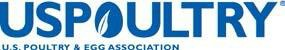 USPOULTRY®
U.S. POULTRY & EGG ASSOCIATION